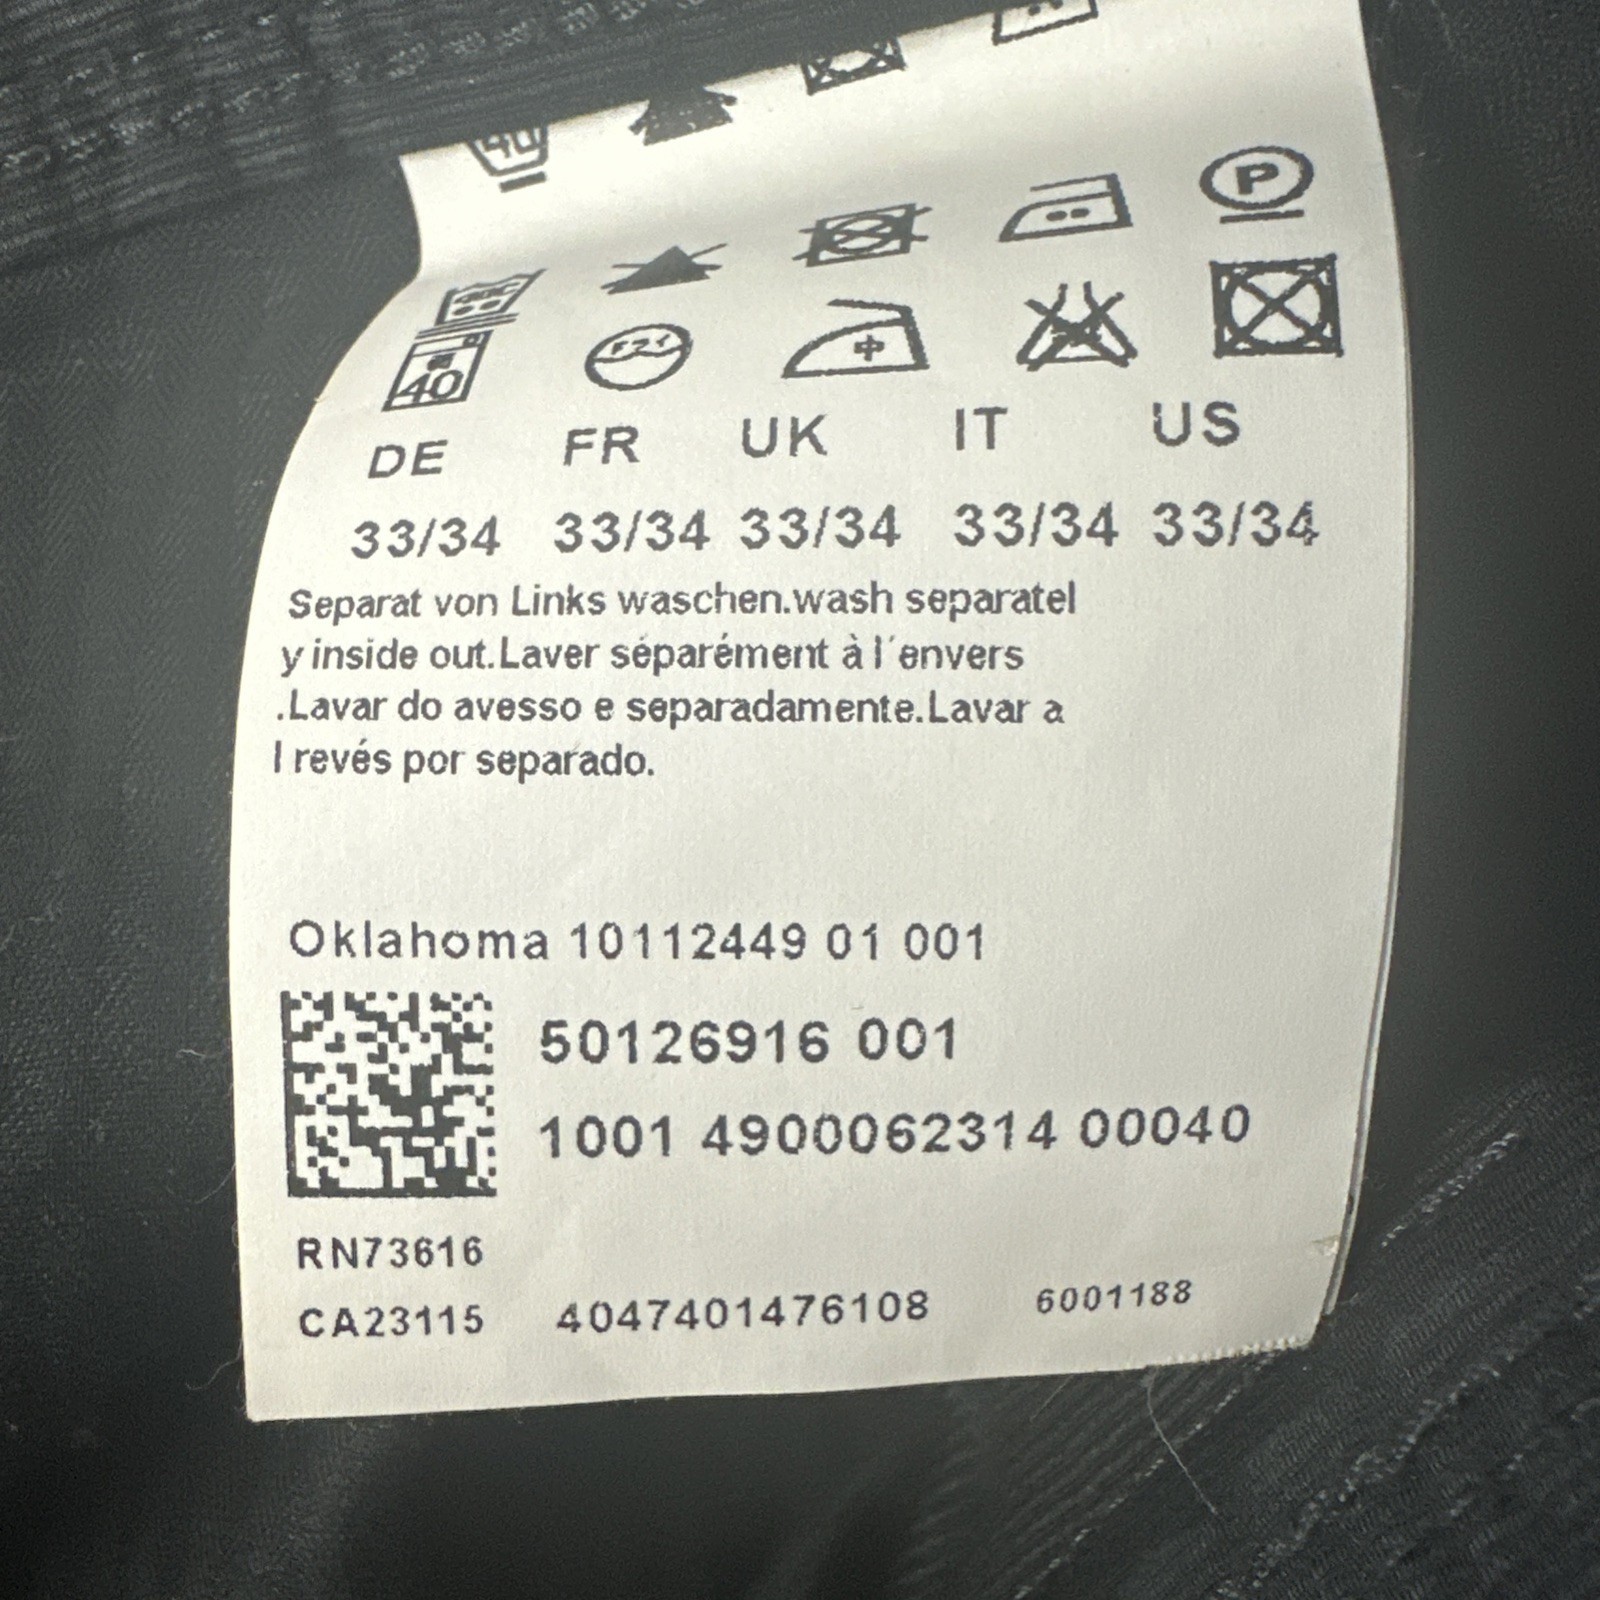 40
P
40
DE FR UK IT US
33/34 33/34 33/34 33/34 33/34
Separat von Links waschen.wash separatel
y inside out.Laver séparément à l´envers
.Lavar do avesso e separadamente.Lavar a
l revés por separado.
Oklahoma 10112449 01 001
50126916 001
1001 4900062314 00040
RN73616
CA23115 4047401476108 6001188